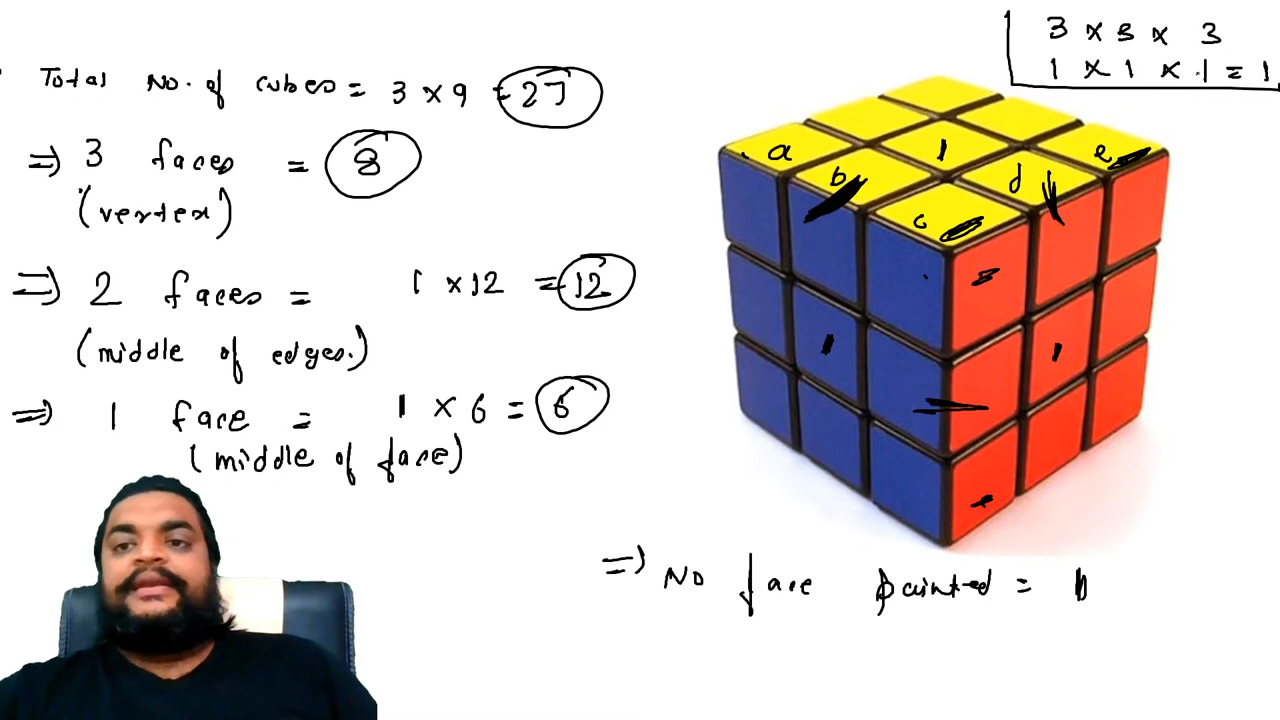 Total No. of cubes = 3 x 9 = 27
=> 3 faces = 8
(vertex)
=> 2 faces = 1 x 12 = 12
(middle of edges.)
=> 1 face = 1 x 6 = 6
(middle of face)
3 x 3 x 3
1 x 1 x 1 = 1
a
1
e
b
d
c
1
1
=> No face painted = 1